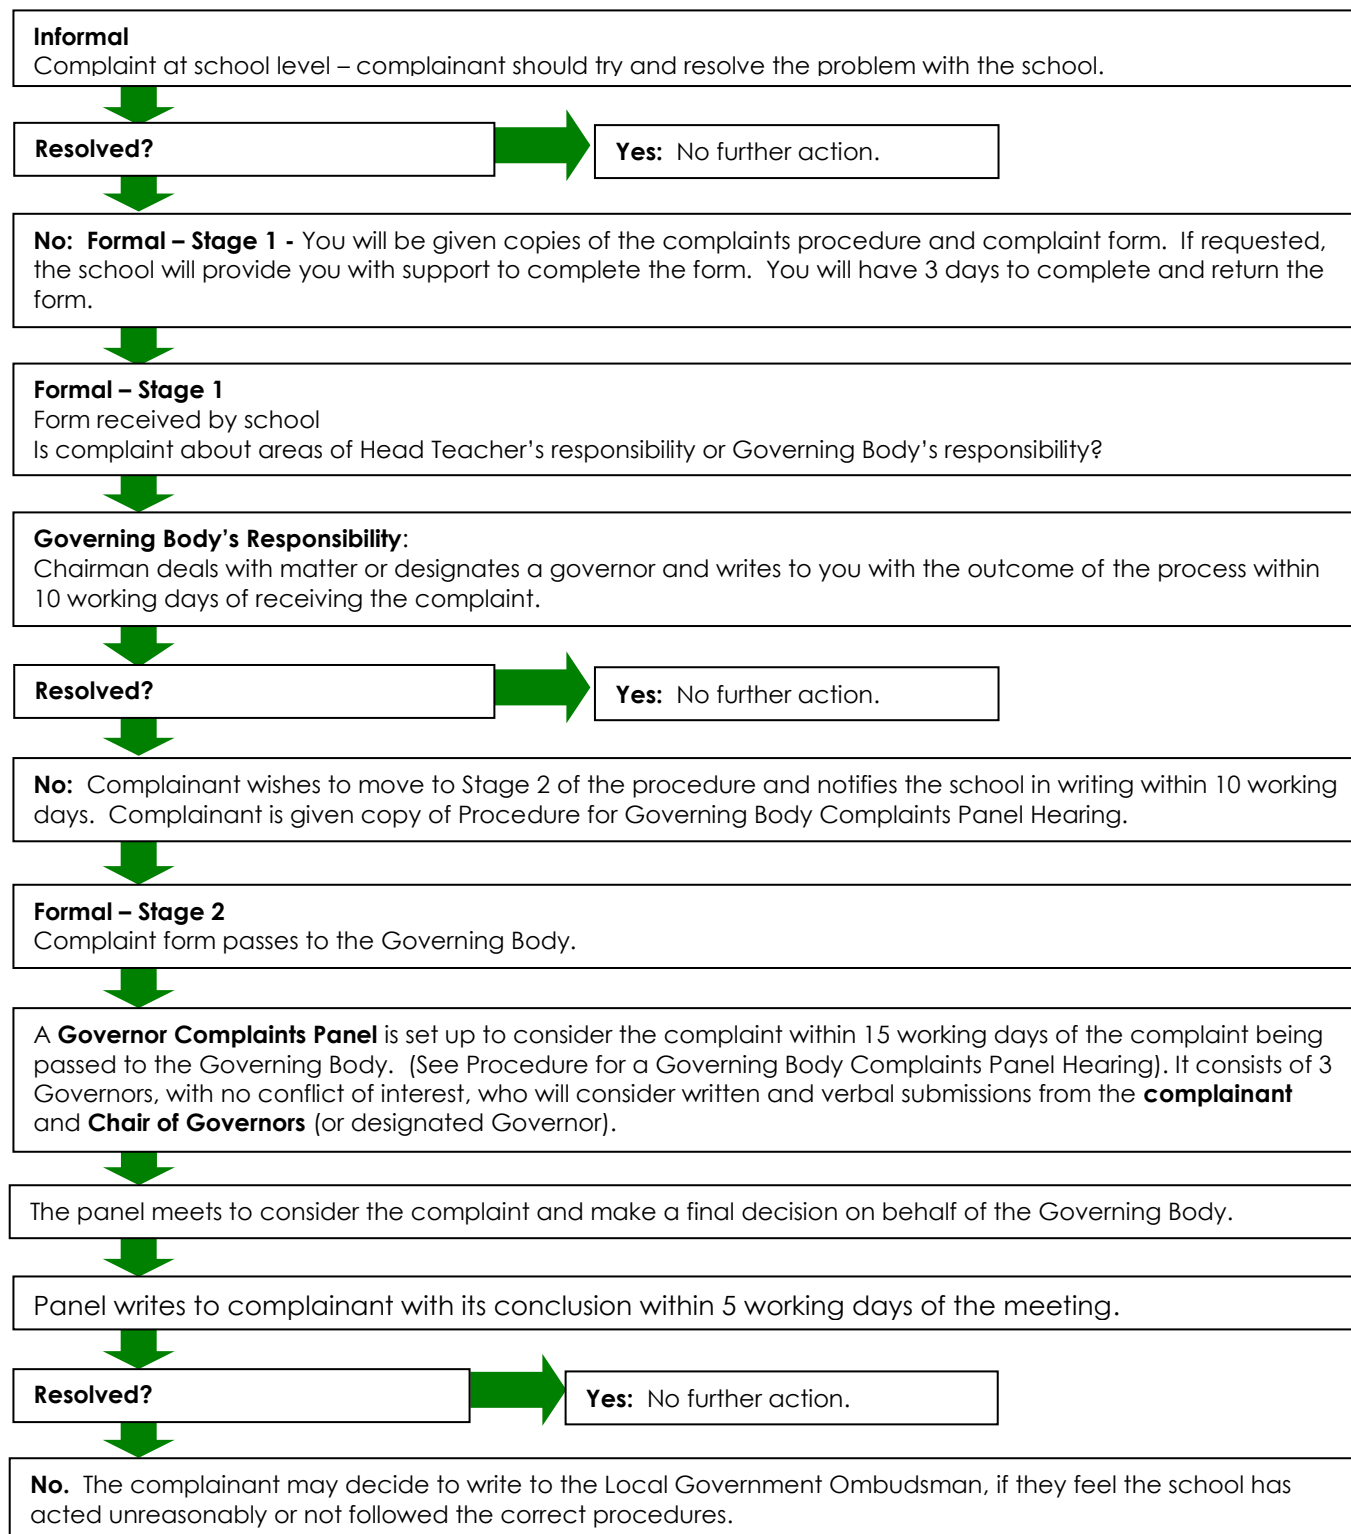 Informal
Complaint at school level – complainant should try and resolve the problem with the school.
Resolved?
Yes: No further action.
No: Formal – Stage 1 - You will be given copies of the complaints procedure and complaint form. If requested,
the school will provide you with support to complete the form. You will have 3 days to complete and return the
form.
Formal – Stage 1
Form received by school
Is complaint about areas of Head Teacher’s responsibility or Governing Body’s responsibility?
Governing Body’s Responsibility:
Chairman deals with matter or designates a governor and writes to you with the outcome of the process within
10 working days of receiving the complaint.
Resolved?
Yes: No further action.
No: Complainant wishes to move to Stage 2 of the procedure and notifies the school in writing within 10 working
days. Complainant is given copy of Procedure for Governing Body Complaints Panel Hearing.
Formal – Stage 2
Complaint form passes to the Governing Body.
A Governor Complaints Panel is set up to consider the complaint within 15 working days of the complaint being
passed to the Governing Body. (See Procedure for a Governing Body Complaints Panel Hearing). It consists of 3
Governors, with no conflict of interest, who will consider written and verbal submissions from the complainant
and Chair of Governors (or designated Governor).
The panel meets to consider the complaint and make a final decision on behalf of the Governing Body.
Panel writes to complainant with its conclusion within 5 working days of the meeting.
Resolved?
Yes: No further action.
No. The complainant may decide to write to the Local Government Ombudsman, if they feel the school has
acted unreasonably or not followed the correct procedures.